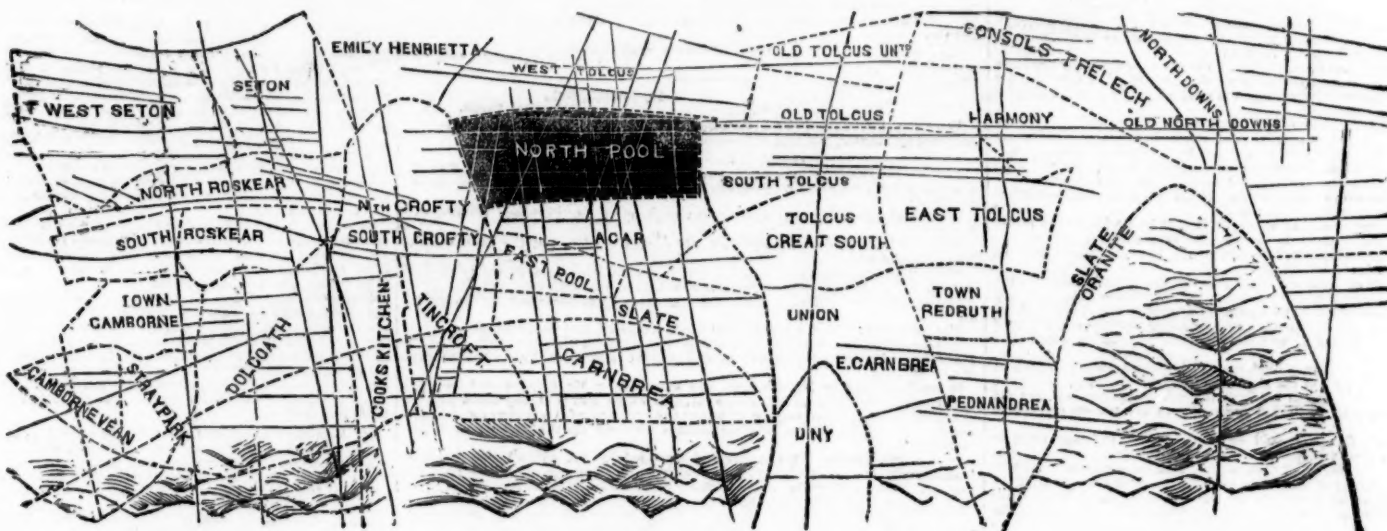 EMILY HENRIETTA
WEST TOLCUS
OLD TOLCUS UNTD
CONSOLS TRELECH
NORTH DOWNS
SETON
WEST SETON
NORTH POOL
OLD TOLCUS
HARMONY
OLD NORTH DOWNS
NORTH ROSKEAR
NTH CROFTY
SOUTH TOLCUS
SOUTH ROSKEAR
SOUTH CROFTY
EAST POOL
AGAR
TOLCUS
GREAT SOUTH
EAST TOLCUS
SLATE
GRANITE
TOWN
CAMBORNE
DOLCOATH
COOKS KITCHEN
TINCROFT
SLATE
CARNBREA
UNION
TOWN
REDRUTH
CAMBORNE VEAN
STRAYPARK
E. CARNBREA
PEDNANDREA
UNY